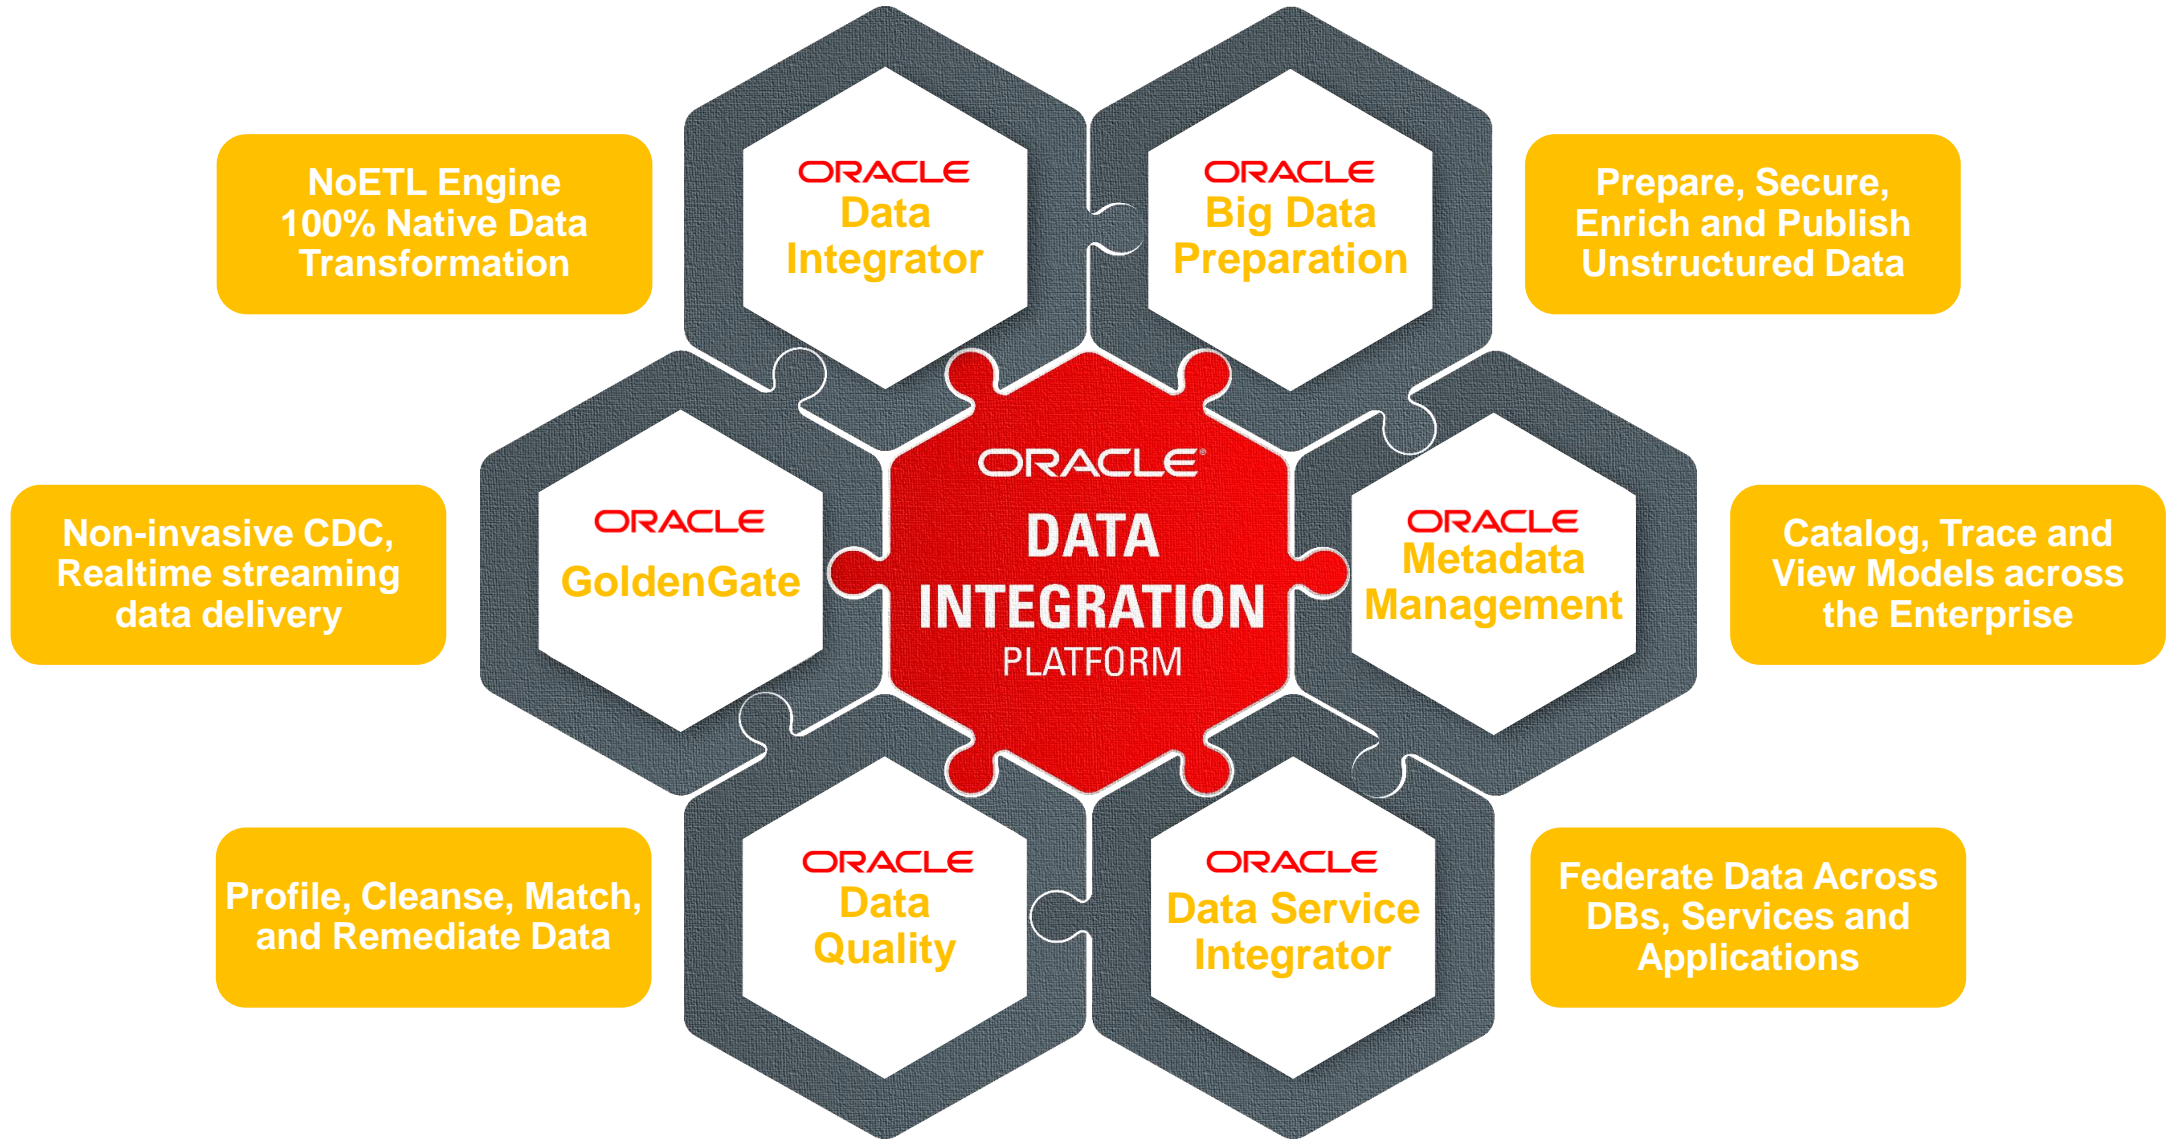 NoETL Engine
100% Native Data
Transformation
ORACLE
Data
Integrator
ORACLE
Big Data
Preparation
Prepare, Secure,
Enrich and Publish
Unstructured Data
Non-invasive CDC,
Realtime streaming
data delivery
ORACLE
GoldenGate
ORACLE®
DATA
INTEGRATION
PLATFORM
ORACLE
Metadata
Management
Catalog, Trace and
View Models across
the Enterprise
Profile, Cleanse, Match,
and Remediate Data
ORACLE
Data
Quality
ORACLE
Data Service
Integrator
Federate Data Across
DBs, Services and
Applications